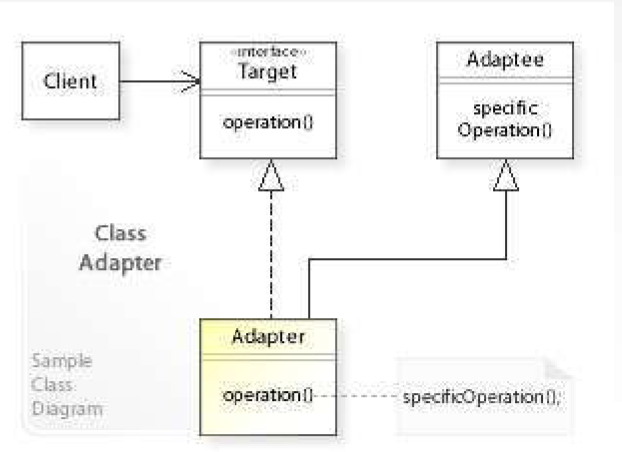 Client
<<interface>>
Target
operation()
Adaptee
specific
Operation()
Class
Adapter
Sample
Class
Diagram
Adapter
operation()
specificOperation();